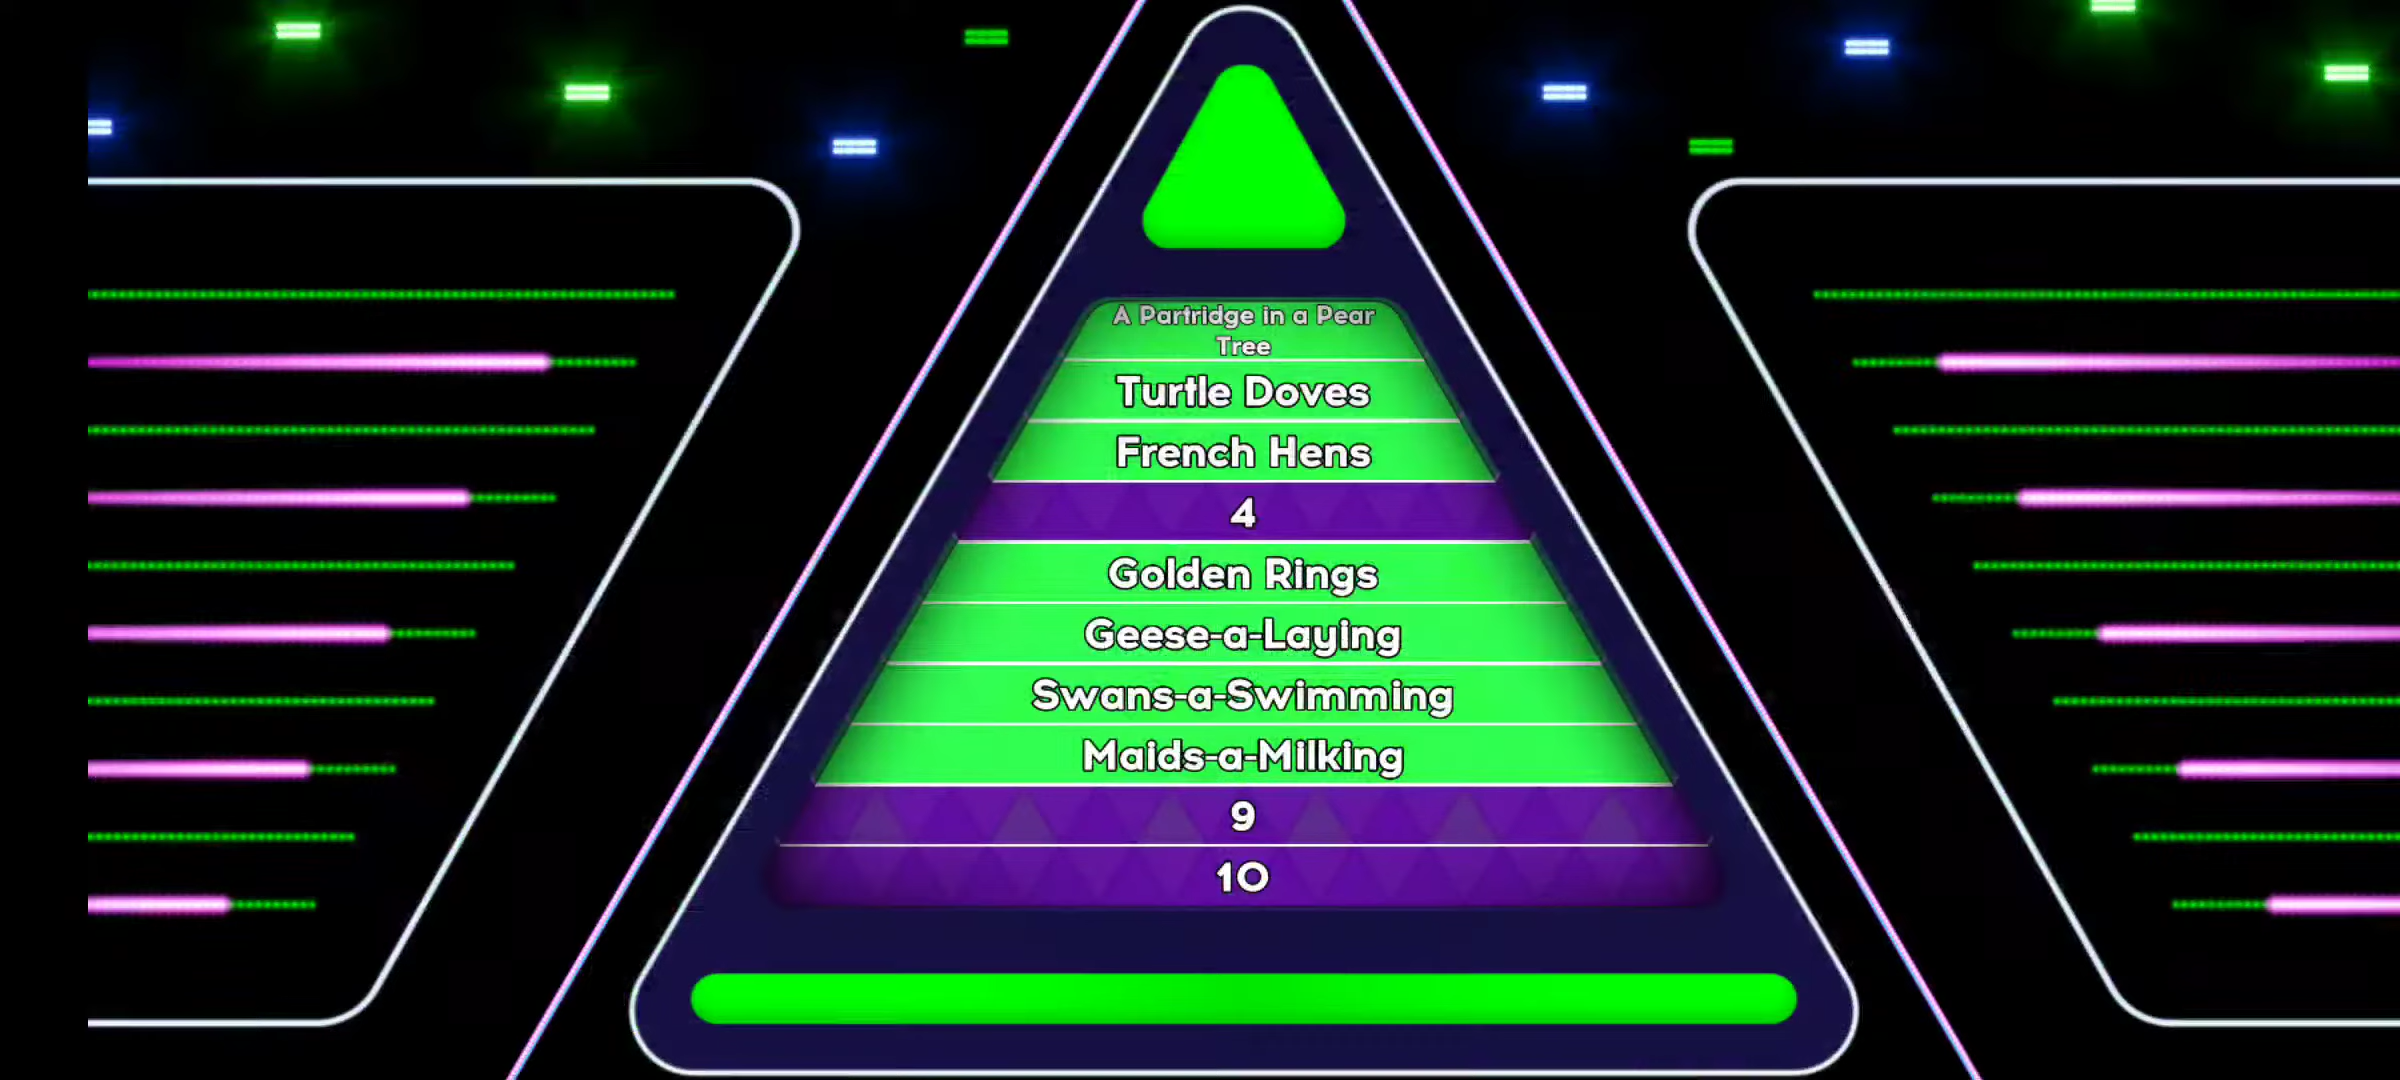 A Partridge in a Pear
Tree
Turtle Doves
French Hens
4
Golden Rings
Geese-a-Laying
Swans-a-Swimming
Maids-a-Milking
9
10